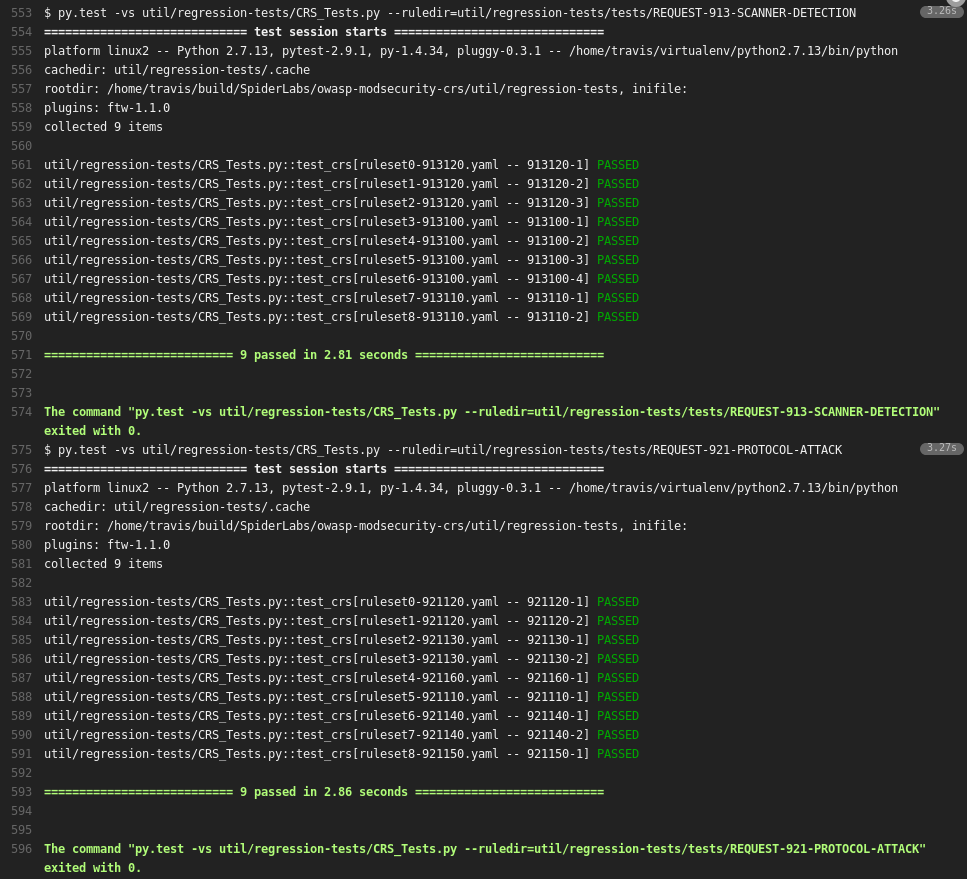 553 $ py.test -vs util/regression-tests/CRS_Tests.py --ruledir=util/regression-tests/tests/REQUEST-913-SCANNER-DETECTION 3.26s
554 ============================= test session starts ==============================
555 platform linux2 -- Python 2.7.13, pytest-2.9.1, py-1.4.34, pluggy-0.3.1 -- /home/travis/virtualenv/python2.7.13/bin/python
556 cachedir: util/regression-tests/.cache
557 rootdir: /home/travis/build/SpiderLabs/owasp-modsecurity-crs/util/regression-tests, inifile:
558 plugins: ftw-1.1.0
559 collected 9 items
560
561 util/regression-tests/CRS_Tests.py::test_crs[ruleset0-913120.yaml -- 913120-1] PASSED
562 util/regression-tests/CRS_Tests.py::test_crs[ruleset1-913120.yaml -- 913120-2] PASSED
563 util/regression-tests/CRS_Tests.py::test_crs[ruleset2-913120.yaml -- 913120-3] PASSED
564 util/regression-tests/CRS_Tests.py::test_crs[ruleset3-913100.yaml -- 913100-1] PASSED
565 util/regression-tests/CRS_Tests.py::test_crs[ruleset4-913100.yaml -- 913100-2] PASSED
566 util/regression-tests/CRS_Tests.py::test_crs[ruleset5-913100.yaml -- 913100-3] PASSED
567 util/regression-tests/CRS_Tests.py::test_crs[ruleset6-913100.yaml -- 913100-4] PASSED
568 util/regression-tests/CRS_Tests.py::test_crs[ruleset7-913110.yaml -- 913110-1] PASSED
569 util/regression-tests/CRS_Tests.py::test_crs[ruleset8-913110.yaml -- 913110-2] PASSED
570
571 =========================== 9 passed in 2.81 seconds ===========================
572
573
574 The command "py.test -vs util/regression-tests/CRS_Tests.py --ruledir=util/regression-tests/tests/REQUEST-913-SCANNER-DETECTION"
exited with 0.
575 $ py.test -vs util/regression-tests/CRS_Tests.py --ruledir=util/regression-tests/tests/REQUEST-921-PROTOCOL-ATTACK 3.27s
576 ============================= test session starts ==============================
577 platform linux2 -- Python 2.7.13, pytest-2.9.1, py-1.4.34, pluggy-0.3.1 -- /home/travis/virtualenv/python2.7.13/bin/python
578 cachedir: util/regression-tests/.cache
579 rootdir: /home/travis/build/SpiderLabs/owasp-modsecurity-crs/util/regression-tests, inifile:
580 plugins: ftw-1.1.0
581 collected 9 items
582
583 util/regression-tests/CRS_Tests.py::test_crs[ruleset0-921120.yaml -- 921120-1] PASSED
584 util/regression-tests/CRS_Tests.py::test_crs[ruleset1-921120.yaml -- 921120-2] PASSED
585 util/regression-tests/CRS_Tests.py::test_crs[ruleset2-921130.yaml -- 921130-1] PASSED
586 util/regression-tests/CRS_Tests.py::test_crs[ruleset3-921130.yaml -- 921130-2] PASSED
587 util/regression-tests/CRS_Tests.py::test_crs[ruleset4-921160.yaml -- 921160-1] PASSED
588 util/regression-tests/CRS_Tests.py::test_crs[ruleset5-921110.yaml -- 921110-1] PASSED
589 util/regression-tests/CRS_Tests.py::test_crs[ruleset6-921140.yaml -- 921140-1] PASSED
590 util/regression-tests/CRS_Tests.py::test_crs[ruleset7-921140.yaml -- 921140-2] PASSED
591 util/regression-tests/CRS_Tests.py::test_crs[ruleset8-921150.yaml -- 921150-1] PASSED
592
593 =========================== 9 passed in 2.86 seconds ===========================
594
595
596 The command "py.test -vs util/regression-tests/CRS_Tests.py --ruledir=util/regression-tests/tests/REQUEST-921-PROTOCOL-ATTACK"
exited with 0.